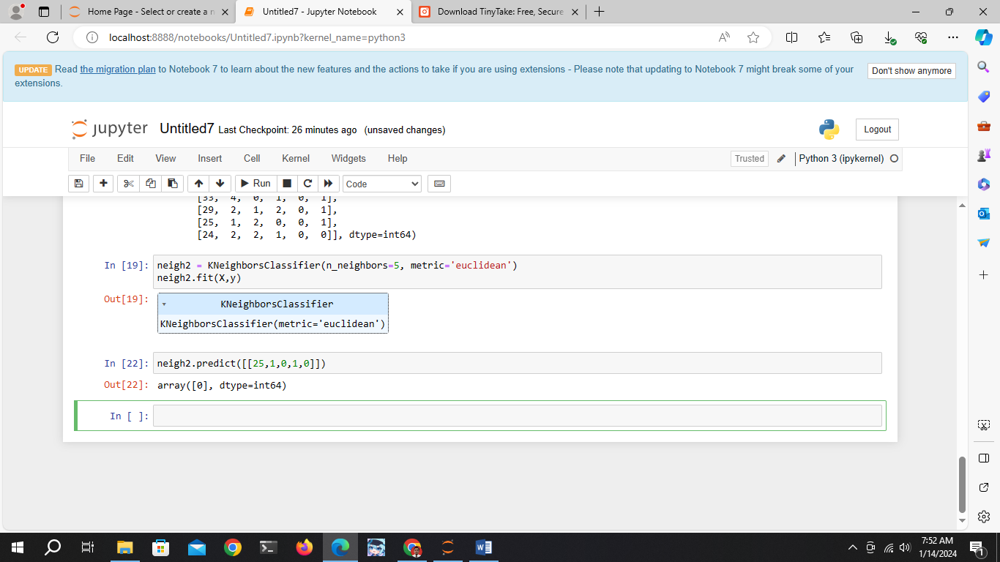 Home Page - Select or create a n
Untitled7 - Jupyter Notebook
Download TinyTake: Free, Secure
localhost:8888/notebooks/Untitled7.ipynb?kernel_name=python3
UPDATE Read the migration plan to Notebook 7 to learn about the new features and the actions to take if you are using extensions - Please note that updating to Notebook 7 might break some of your
extensions.
Don't show anymore
jupyter Untitled7 Last Checkpoint: 26 minutes ago (unsaved changes)
Logout
File Edit View Insert Cell Kernel Widgets Help
Trusted
Python 3 (ipykernel)
Run
Code
[33, 4, 0, 1, 0, 1],
[29, 2, 1, 2, 0, 1],
[25, 1, 2, 0, 0, 1],
[24, 2, 2, 1, 0, 0]], dtype=int64)
In [19]: neigh2 = KNeighborsClassifier(n_neighbors=5, metric='euclidean')
neigh2.fit(X,y)
Out[19]: KNeighborsClassifier
KNeighborsClassifier(metric='euclidean')
In [22]: neigh2.predict([[25,1,0,1,0]])
Out[22]: array([0], dtype=int64)
In [ ]:
7:52 AM
1/14/2024
1